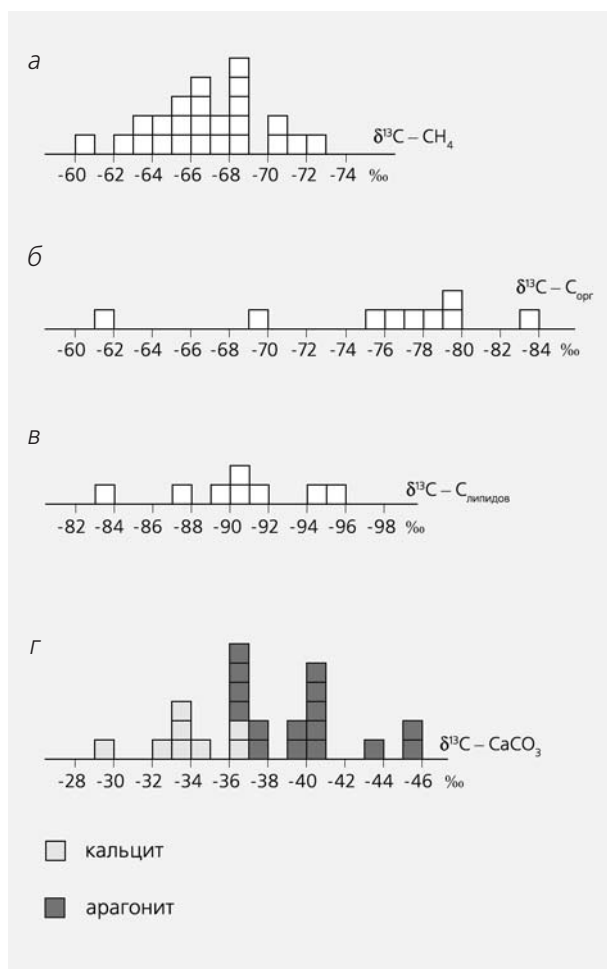 а
δ¹³C – CH₄
-60 -62 -64 -66 -68 -70 -72 -74 ‰
б
δ¹³C – Cорг
-60 -62 -64 -66 -68 -70 -72 -74 -76 -78 -80 -82 -84 ‰
в
δ¹³C – Cлипидов
-82 -84 -86 -88 -90 -92 -94 -96 -98 ‰
г
δ¹³C – CaCO₃
-28 -30 -32 -34 -36 -38 -40 -42 -44 -46 ‰
кальцит
арагонит